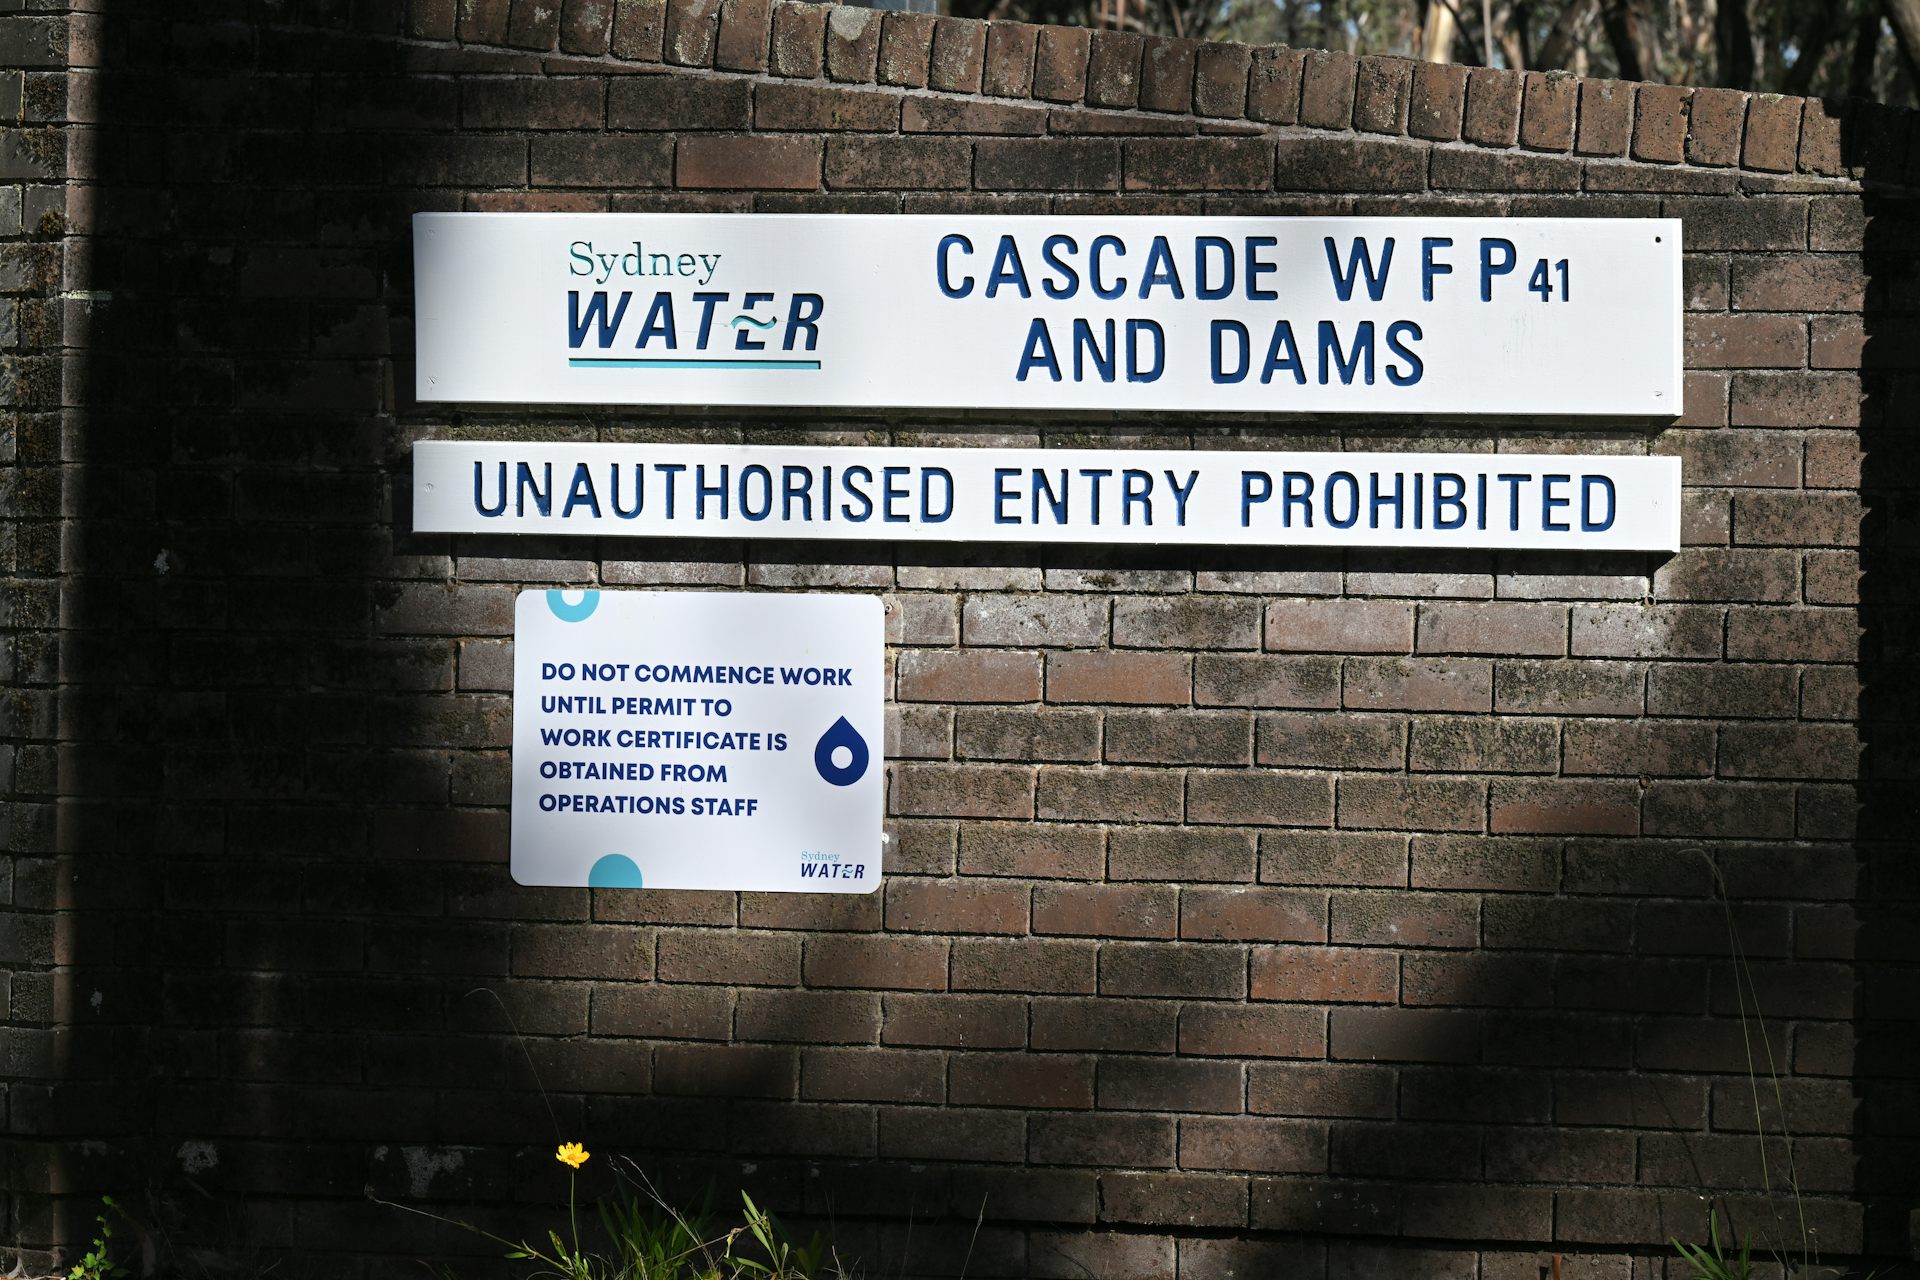 Sydney
WATER
CASCADE W F P 41
AND DAMS
UNAUTHORISED ENTRY PROHIBITED
DO NOT COMMENCE WORK
UNTIL PERMIT TO
WORK CERTIFICATE IS
OBTAINED FROM
OPERATIONS STAFF
Sydney
WATER